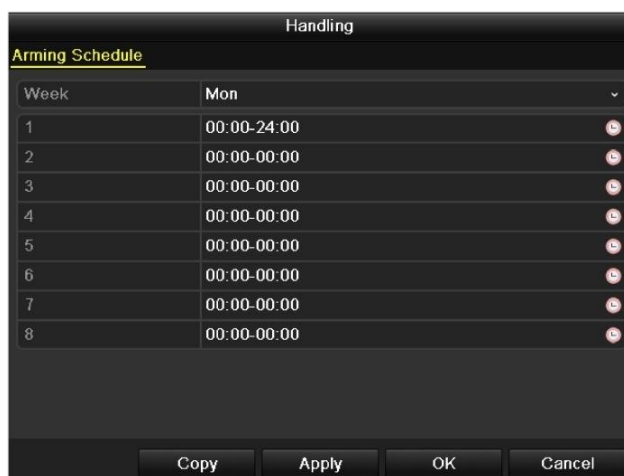 Handling
Arming Schedule
Week Mon
1 00:00-24:00
2 00:00-00:00
3 00:00-00:00
4 00:00-00:00
5 00:00-00:00
6 00:00-00:00
7 00:00-00:00
8 00:00-00:00
Copy Apply OK Cancel